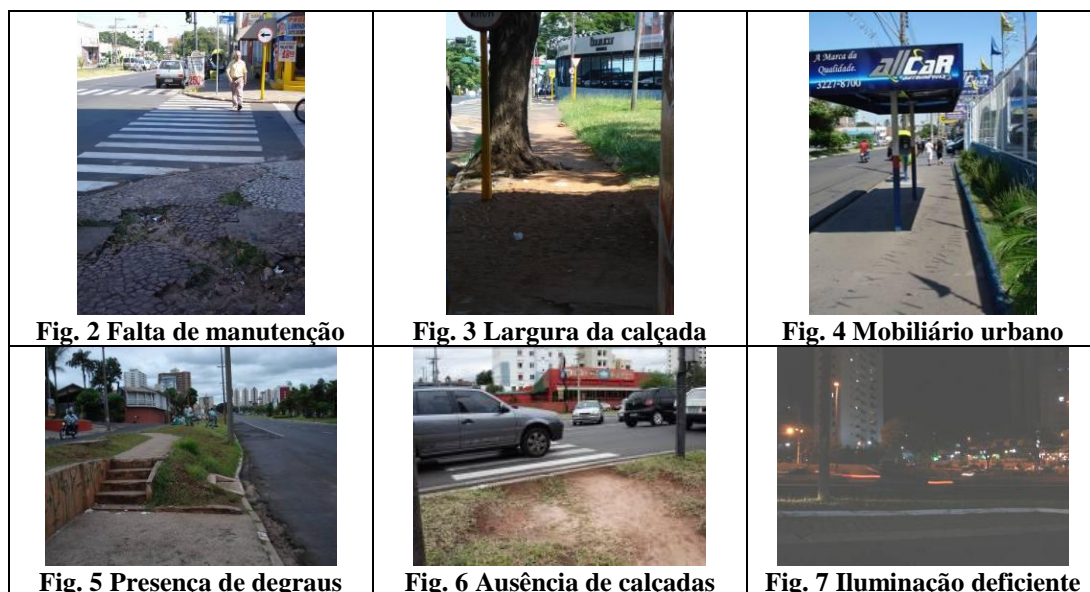 A Marca da
Qualidade.
3227-8700
allCaR
Fig. 2 Falta de manutenção
Fig. 3 Largura da calçada
Fig. 4 Mobiliário urbano
Fig. 5 Presença de degraus
Fig. 6 Ausência de calçadas
Fig. 7 Iluminação deficiente